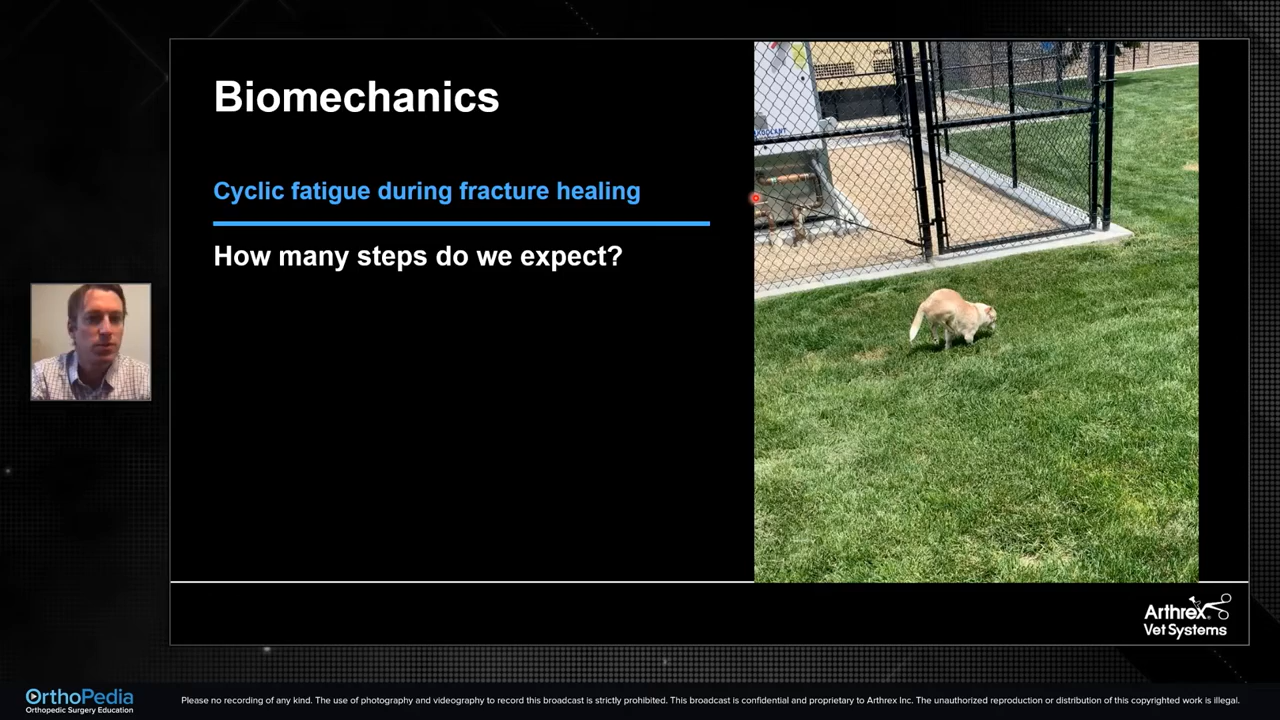 Biomechanics
Cyclic fatigue during fracture healing
How many steps do we expect?
COOLANT
Arthrex
Vet Systems
OrthoPedia
Orthopedic Surgery Education
Please no recording of any kind. The use of photography and videography to record this broadcast is strictly prohibited. This broadcast is confidential and proprietary to Arthrex Inc. The unauthorized reproduction or distribution of this copyrighted work is illegal.